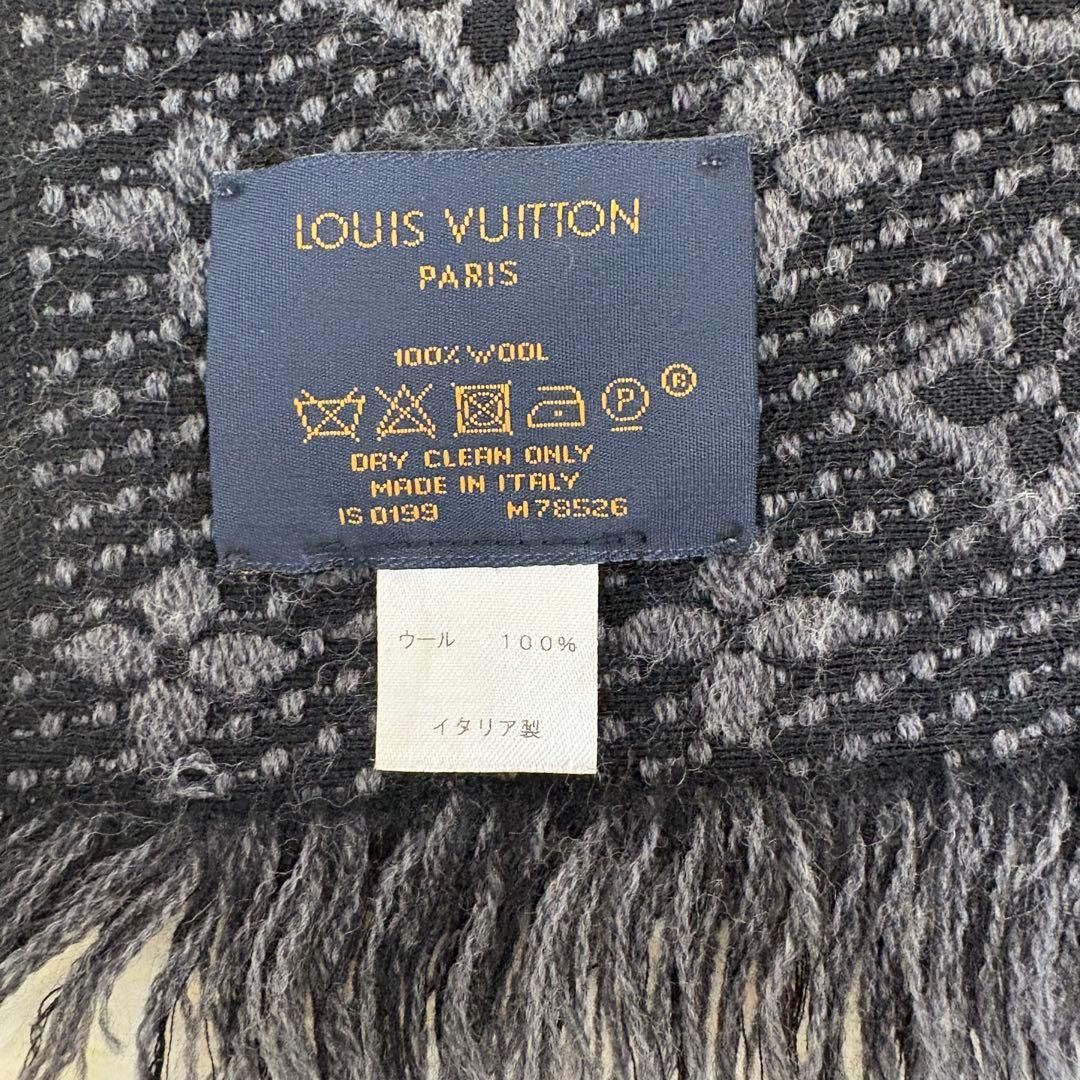 LOUIS VUITTON
PARIS
100% WOOL
P ®
DRY CLEAN ONLY
MADE IN ITALY
IS 0199 M78526
ウール 100%
イタリア製